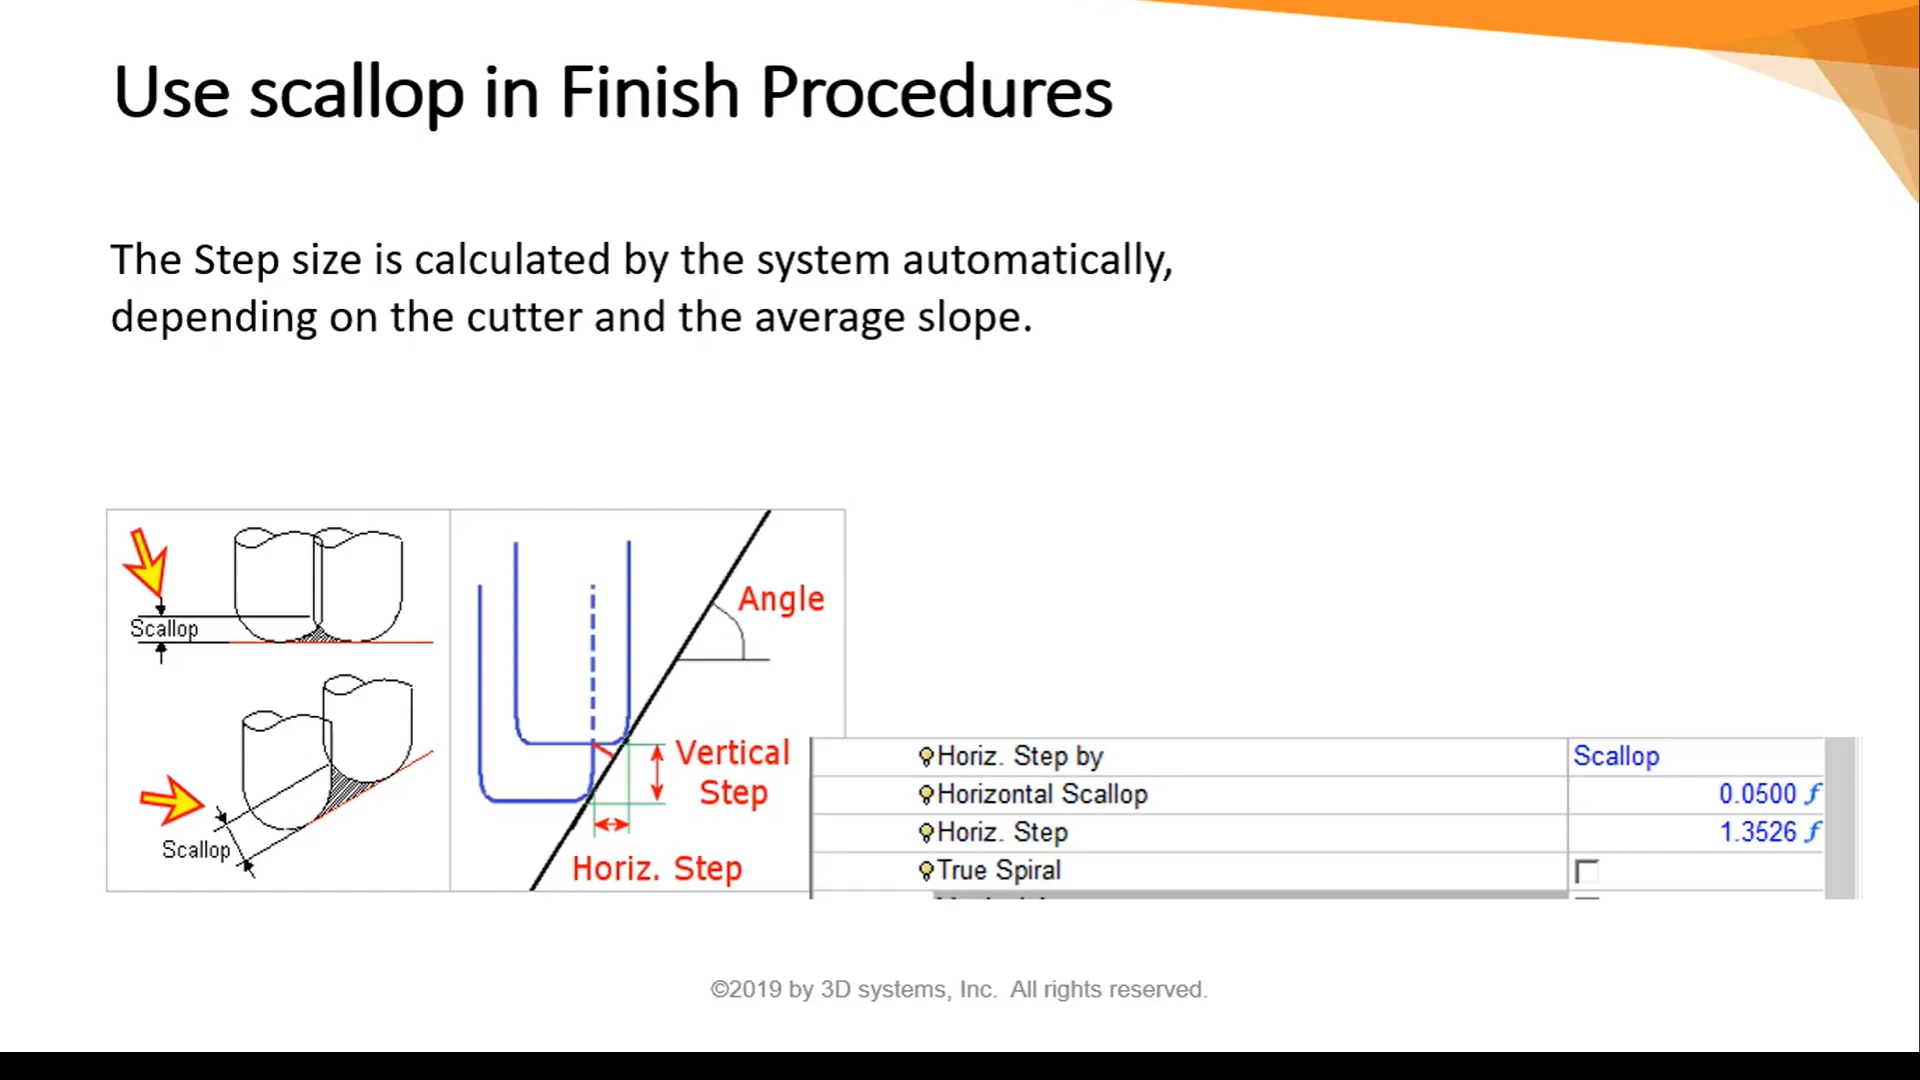 Use scallop in Finish Procedures
The Step size is calculated by the system automatically,
depending on the cutter and the average slope.
Scallop
Scallop
Angle
Vertical
Step
Horiz. Step
Horiz. Step by Scallop
Horizontal Scallop 0.0500 f
Horiz. Step 1.3526 f
True Spiral
©2019 by 3D systems, Inc. All rights reserved.